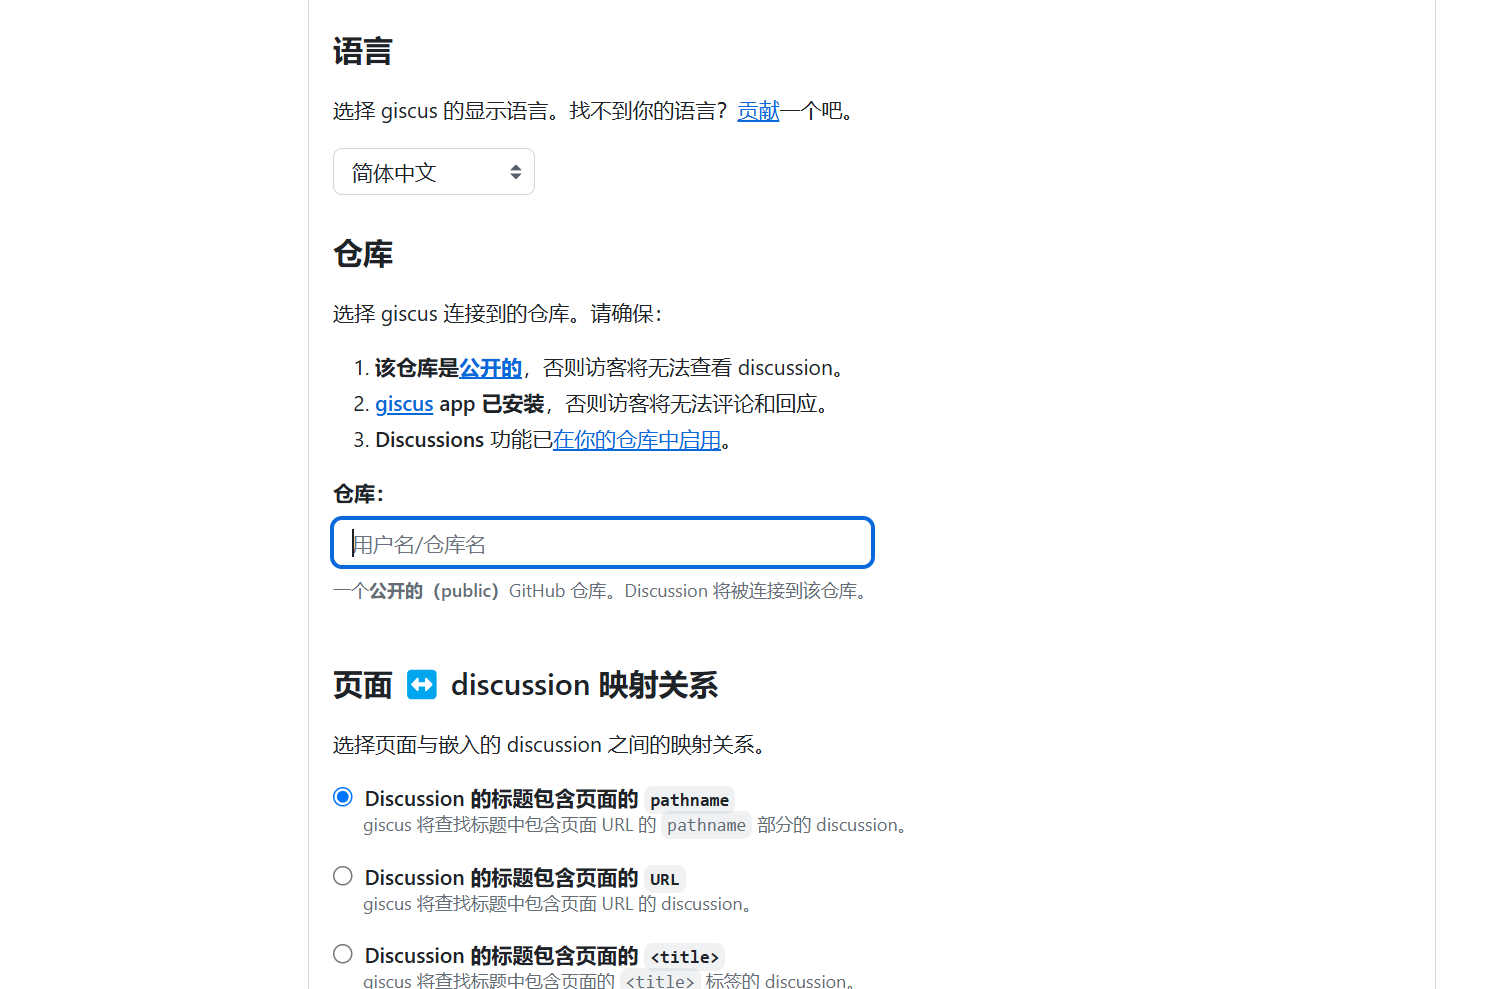 语言
选择 giscus 的显示语言。找不到你的语言？贡献一个吧。
简体中文
仓库
选择 giscus 连接到的仓库。请确保：
1. 该仓库是公开的，否则访客将无法查看 discussion。
2. giscus app 已安装，否则访客将无法评论和回应。
3. Discussions 功能已在你的仓库中启用。
仓库：
用户名/仓库名
一个公开的（public）GitHub 仓库。Discussion 将被连接到该仓库。
页面 ↔️ discussion 映射关系
选择页面与嵌入的 discussion 之间的映射关系。
Discussion 的标题包含页面的 pathname
giscus 将查找标题中包含页面 URL 的 pathname 部分的 discussion。
Discussion 的标题包含页面的 URL
giscus 将查找标题中包含页面 URL 的 discussion。
Discussion 的标题包含页面的 <title>
giscus 将查找标题中包含页面的 <title> 标签的 discussion。